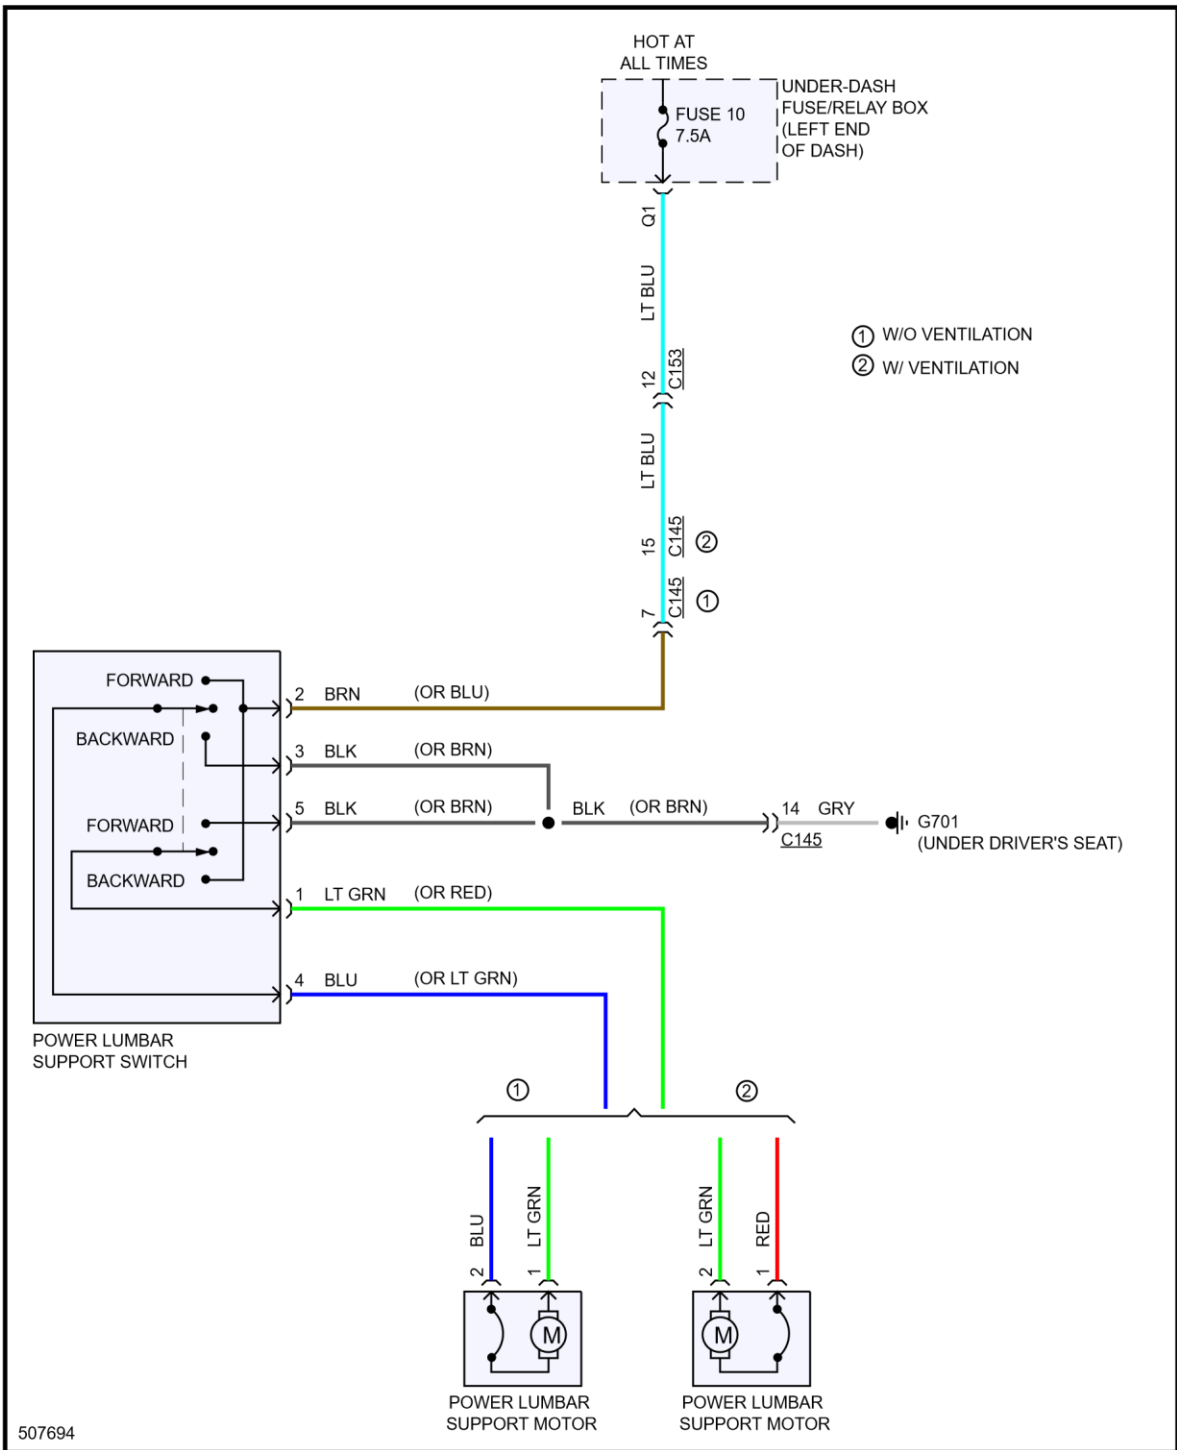 HOT AT
ALL TIMES
UNDER-DASH
FUSE/RELAY BOX
(LEFT END
OF DASH)
FUSE 10
7.5A
Q1
LT BLU
① W/O VENTILATION
② W/ VENTILATION
12 C153
LT BLU
15 C145 ②
7 C145 ①
FORWARD
BACKWARD
FORWARD
BACKWARD
2 BRN (OR BLU)
3 BLK (OR BRN)
5 BLK (OR BRN)
BLK (OR BRN)
14 GRY
C145
G701
(UNDER DRIVER'S SEAT)
1 LT GRN (OR RED)
4 BLU (OR LT GRN)
POWER LUMBAR
SUPPORT SWITCH
① ②
BLU LT GRN LT GRN RED
2 1 2 1
M M
POWER LUMBAR
SUPPORT MOTOR
POWER LUMBAR
SUPPORT MOTOR
507694